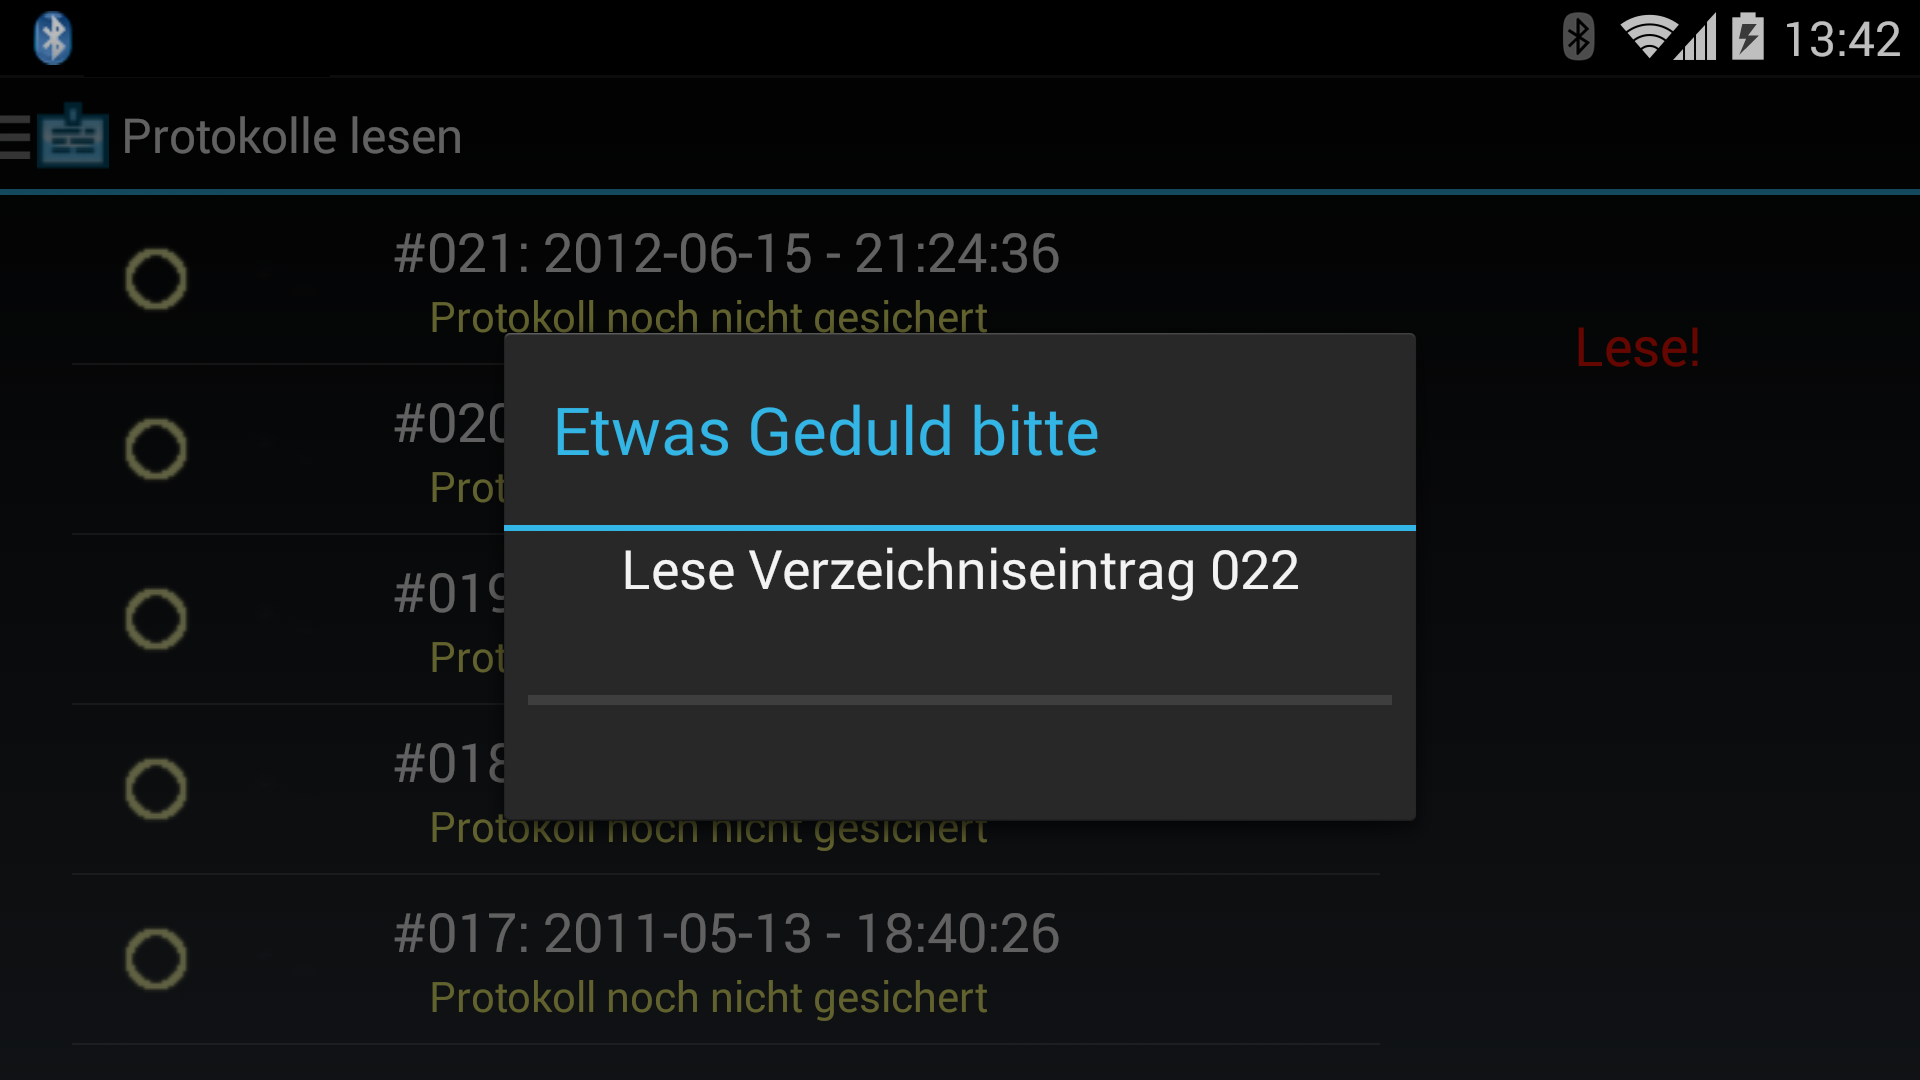 13:42
Protokolle lesen
#021: 2012-06-15 - 21:24:36
Protokoll noch nicht gesichert
Lese!
#020
Etwas Geduld bitte
Prot
Lese Verzeichniseintrag 022
#019
Prot
#018
Protokoll noch nicht gesichert
#017: 2011-05-13 - 18:40:26
Protokoll noch nicht gesichert